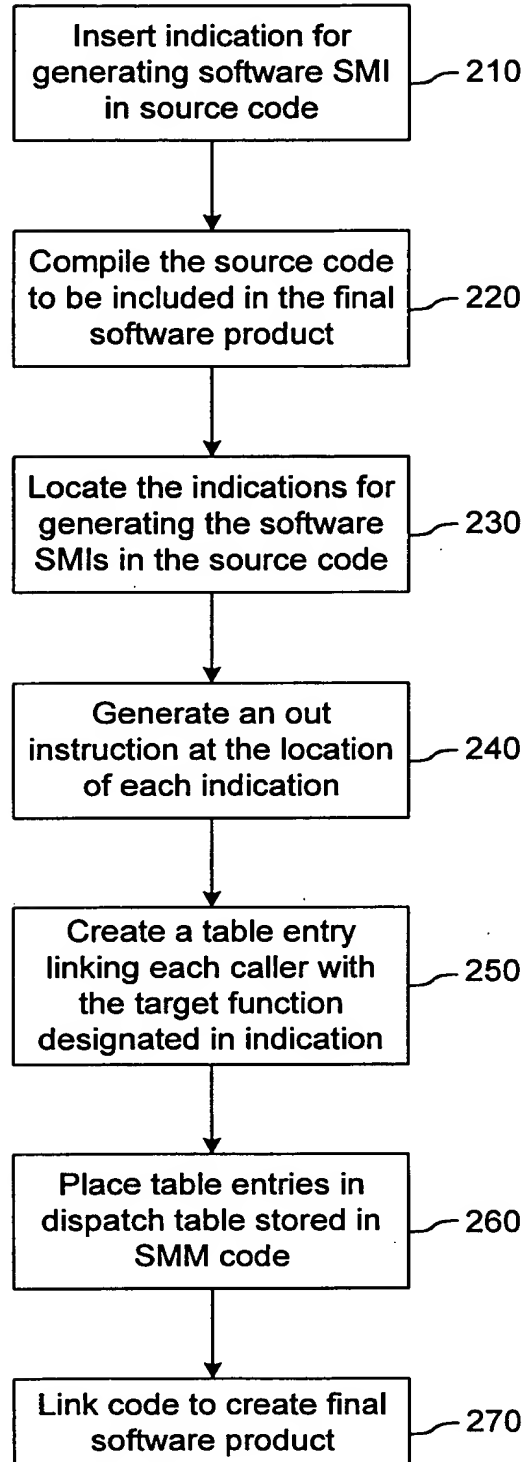 Insert indication for
generating software SMI
in source code
210
Compile the source code
to be included in the final
software product
220
Locate the indications for
generating the software
SMIs in the source code
230
Generate an out
instruction at the location
of each indication
240
Create a table entry
linking each caller with
the target function
designated in indication
250
Place table entries in
dispatch table stored in
SMM code
260
Link code to create final
software product
270